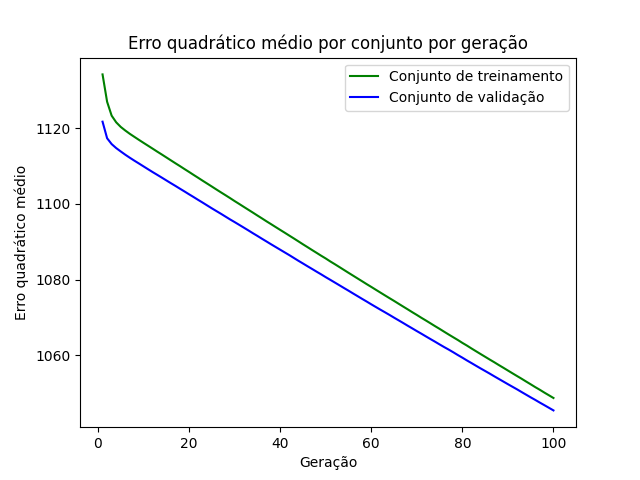 Erro quadrático médio por conjunto por geração
Conjunto de treinamento
Conjunto de validação
Erro quadrático médio
1120
1100
1080
1060
0 20 40 60 80 100
Geração